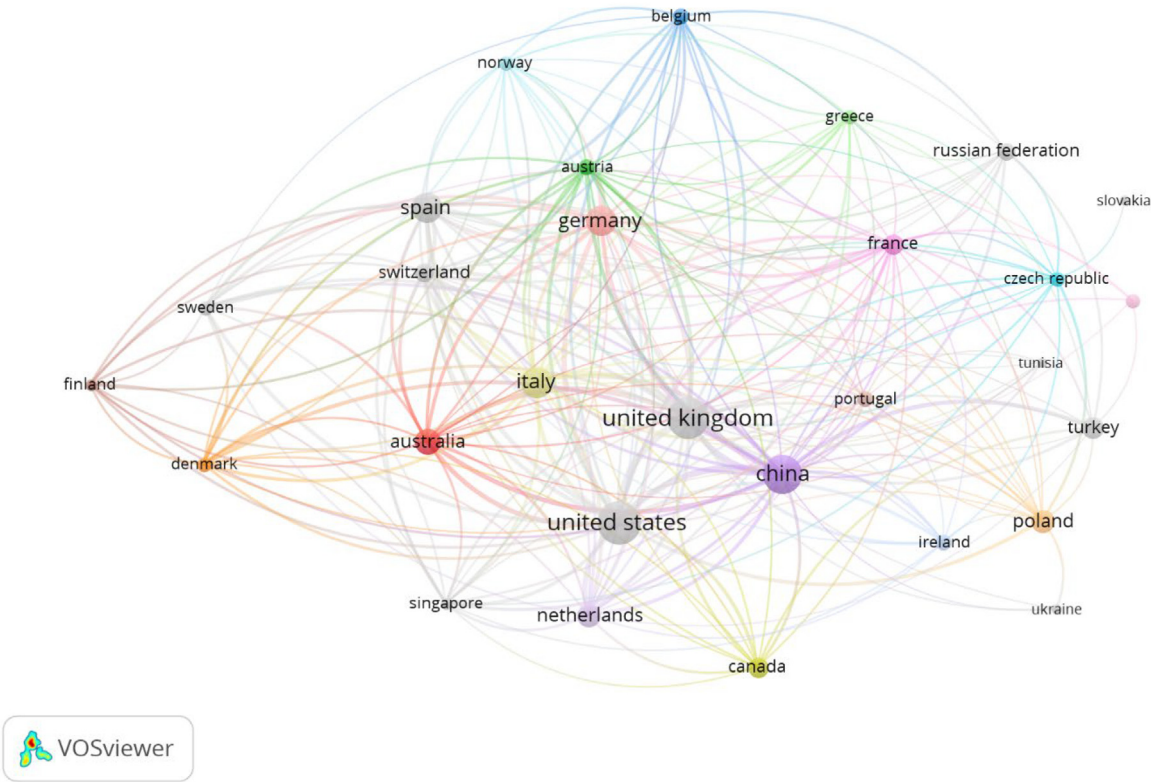 belgium
norway
greece
russian federation
austria
slovakia
spain
germany
france
switzerland
czech republic
sweden
tunisia
finland
italy
portugal
united kingdom
turkey
australia
denmark
china
poland
united states
ireland
singapore
ukraine
netherlands
canada
VOSviewer